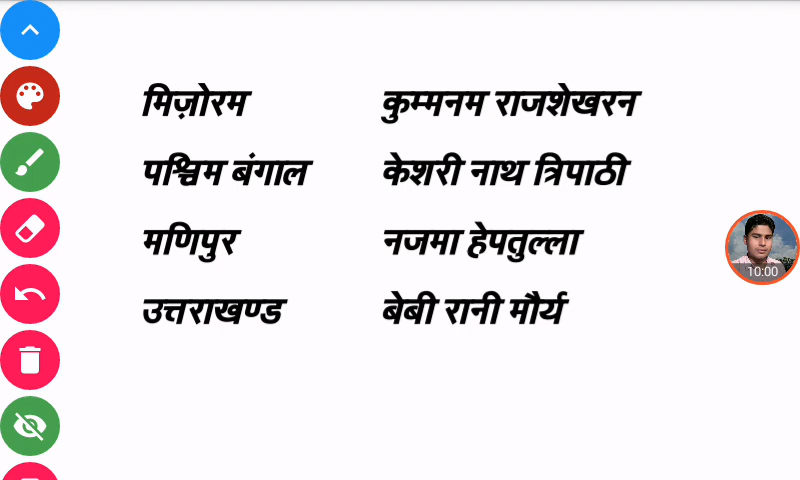 मिज़ोरम कुम्मनम राजशेखरन
पश्चिम बंगाल केशरी नाथ त्रिपाठी
मणिपुर नजमा हेपतुल्ला
उत्तराखण्ड बेबी रानी मौर्य
10:00